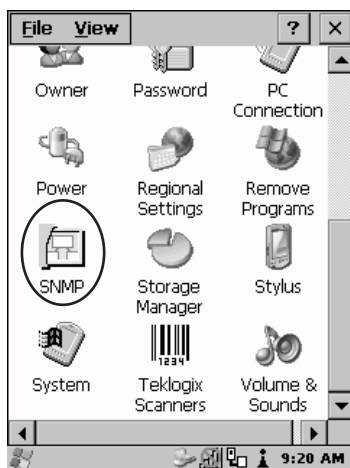 File View ? ×
Owner Password PC Connection
Power Regional Settings Remove Programs
SNMP Storage Manager Stylus
1234
System Teklogix Scanners Volume & Sounds
9:20 AM